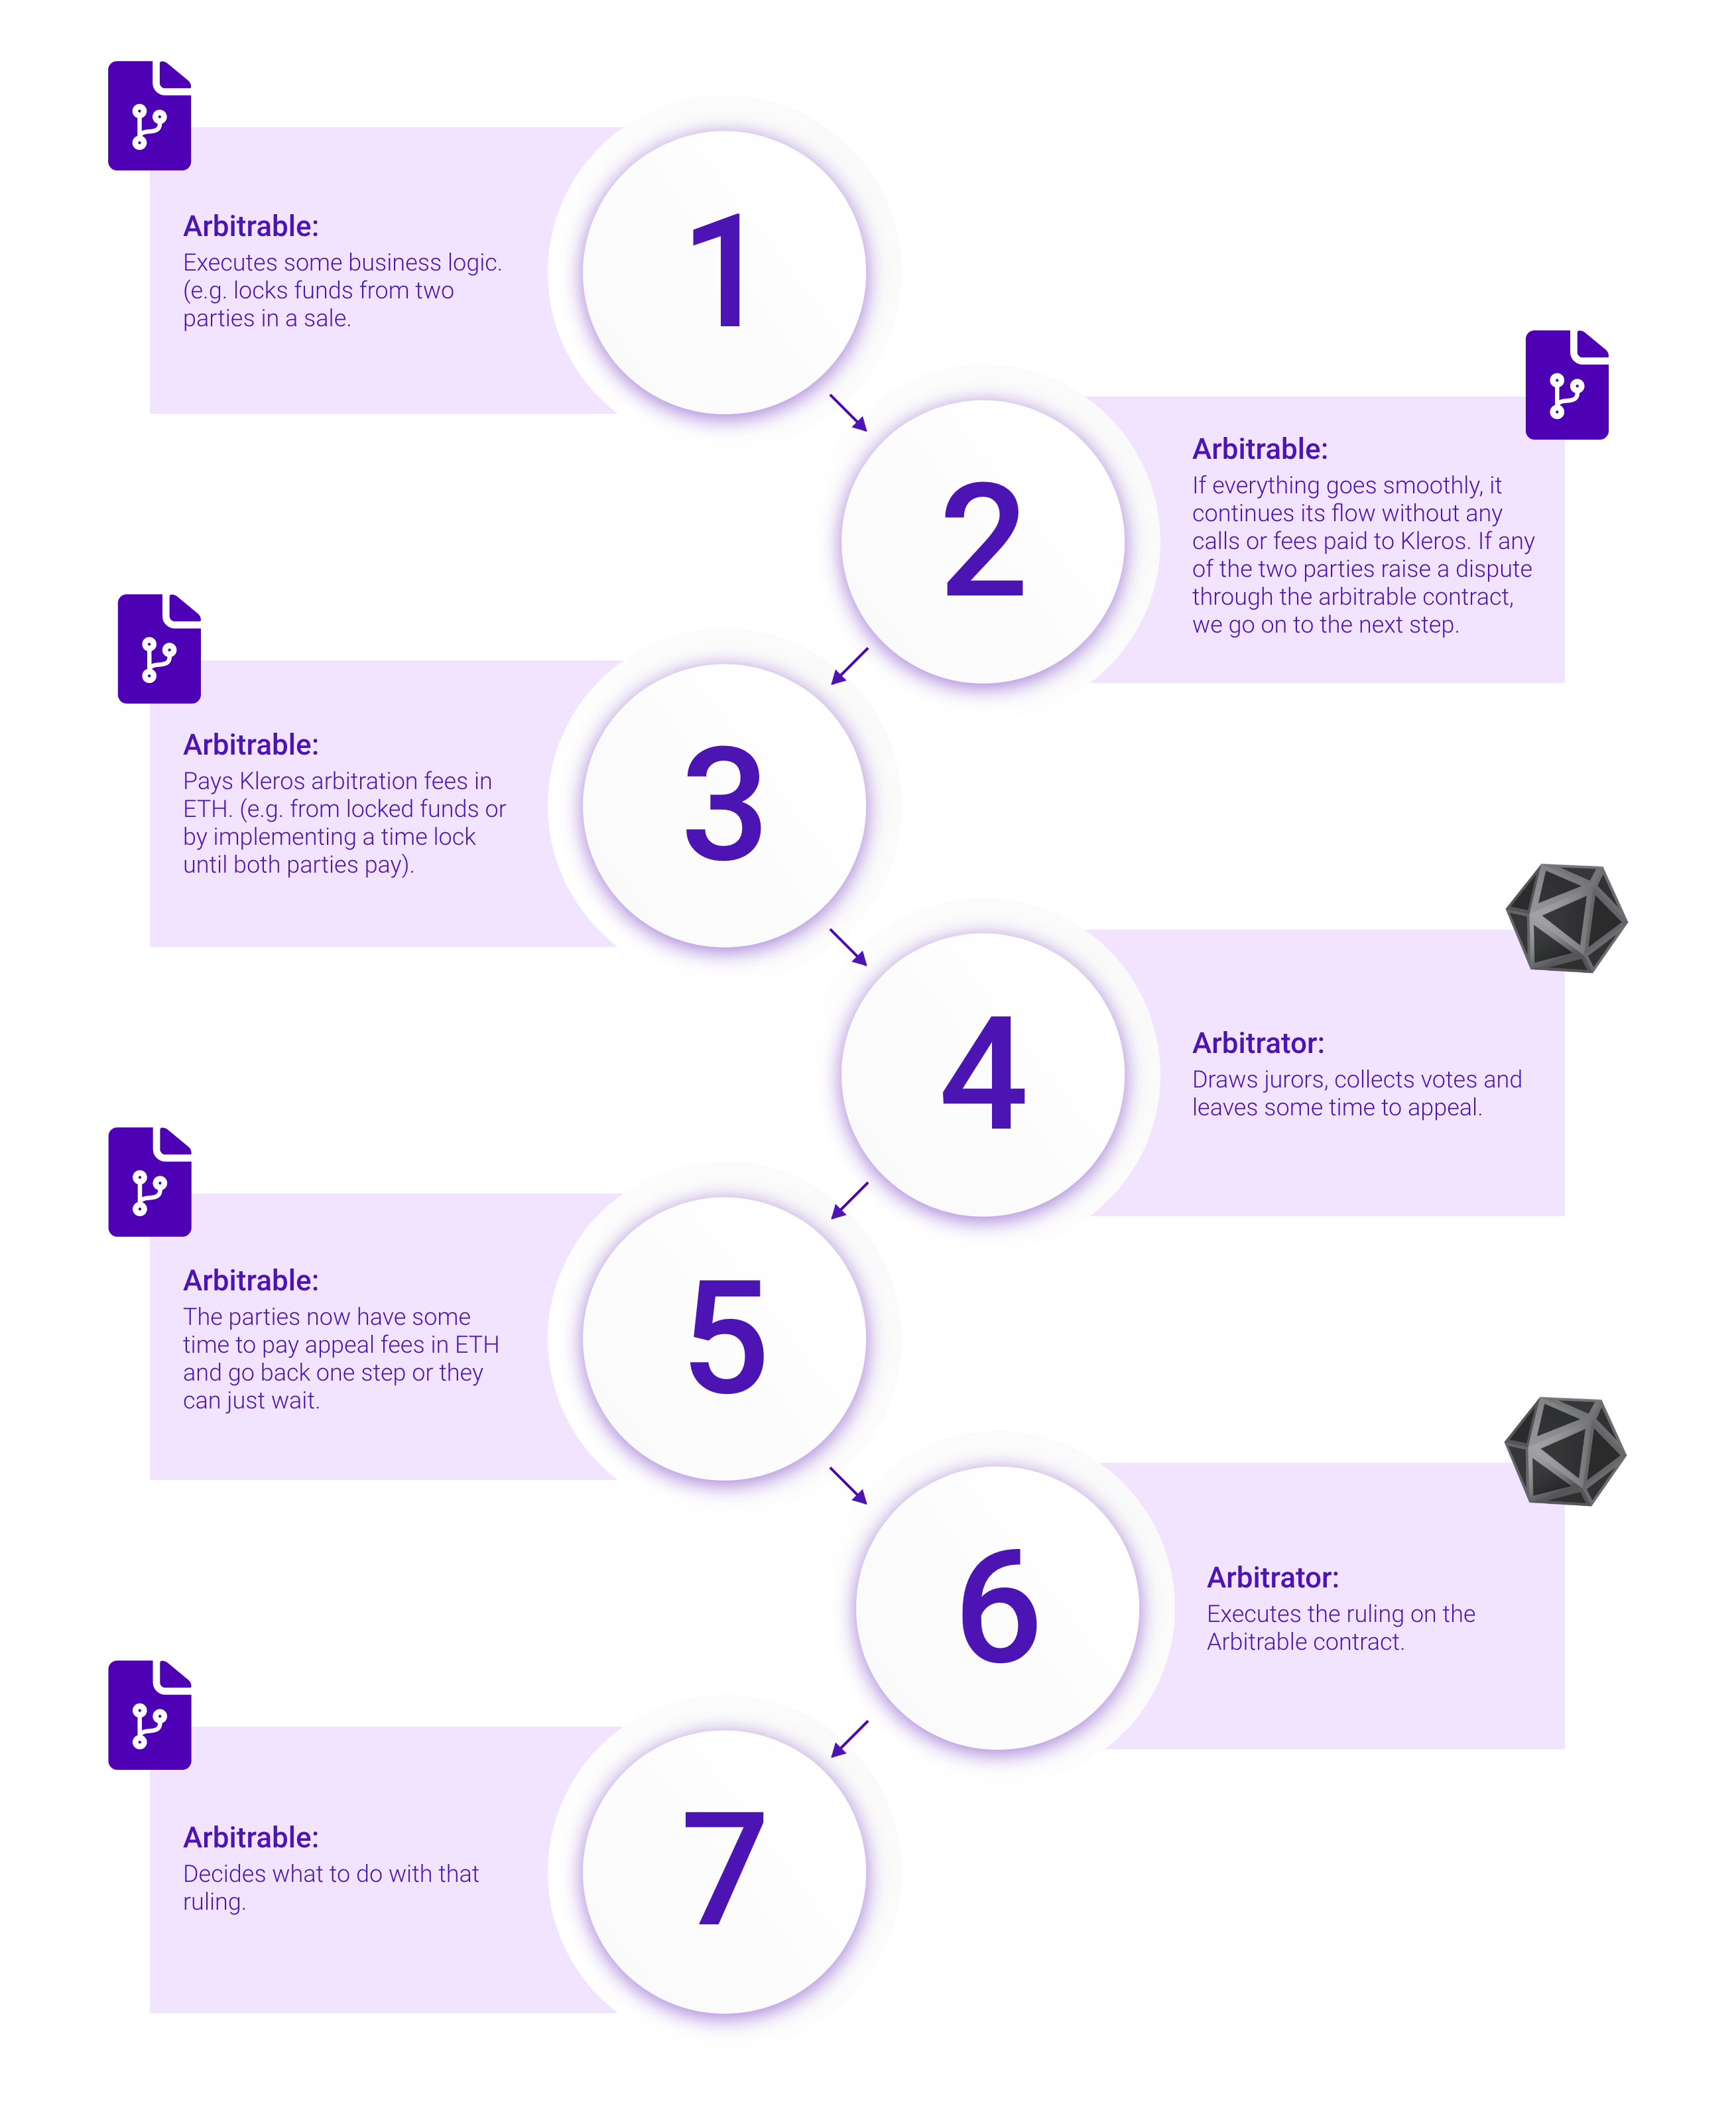 1
Arbitrable:
Executes some business logic.
(e.g. locks funds from two
parties in a sale.
2
Arbitrable:
If everything goes smoothly, it
continues its flow without any
calls or fees paid to Kleros. If any
of the two parties raise a dispute
through the arbitrable contract,
we go on to the next step.
3
Arbitrable:
Pays Kleros arbitration fees in
ETH. (e.g. from locked funds or
by implementing a time lock
until both parties pay).
4
Arbitrator:
Draws jurors, collects votes and
leaves some time to appeal.
5
Arbitrable:
The parties now have some
time to pay appeal fees in ETH
and go back one step or they
can just wait.
6
Arbitrator:
Executes the ruling on the
Arbitrable contract.
7
Arbitrable:
Decides what to do with that
ruling.